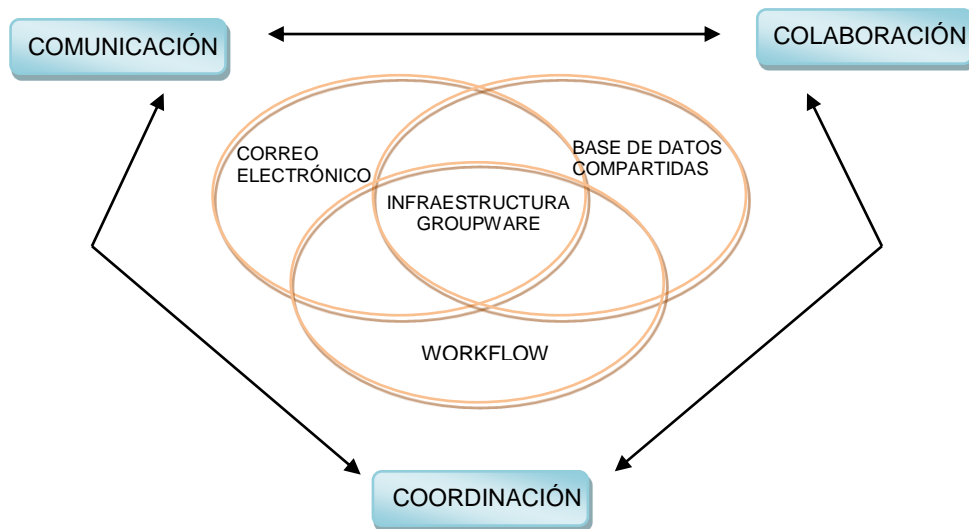 COMUNICACIÓN
COLABORACIÓN
CORREO
ELECTRÓNICO
BASE DE DATOS
COMPARTIDAS
INFRAESTRUCTURA
GROUPWARE
WORKFLOW
COORDINACIÓN